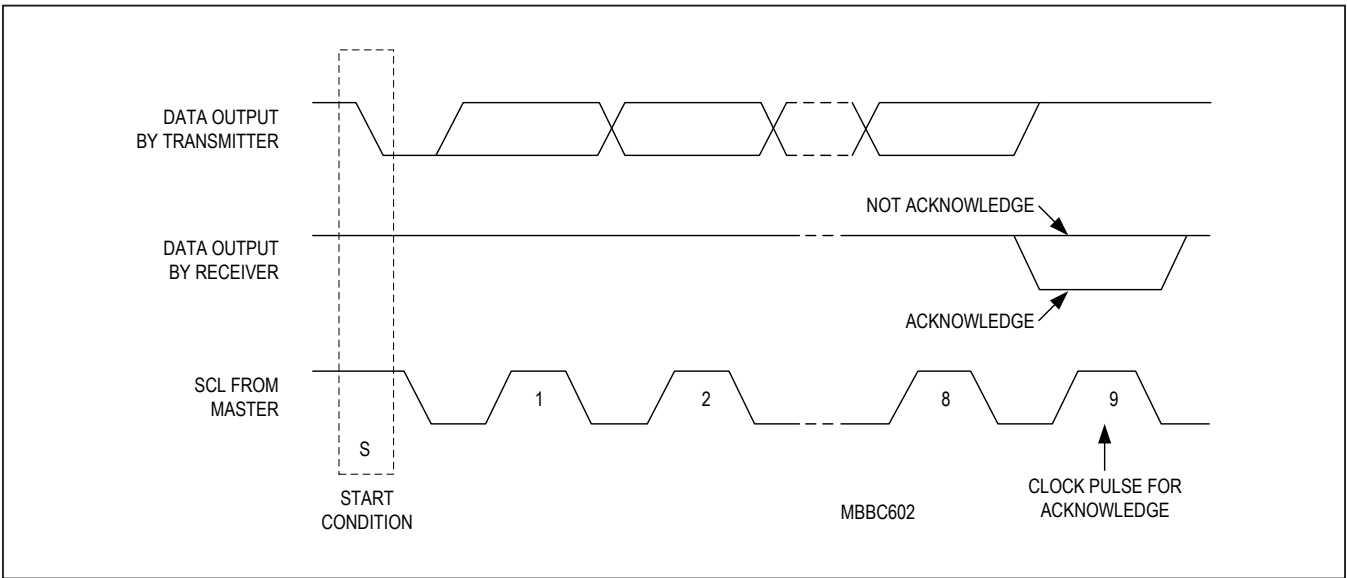 DATA OUTPUT
BY TRANSMITTER
NOT ACKNOWLEDGE
DATA OUTPUT
BY RECEIVER
ACKNOWLEDGE
SCL FROM
MASTER
1
2
8
9
S
START
CONDITION
MBBC602
CLOCK PULSE FOR
ACKNOWLEDGE